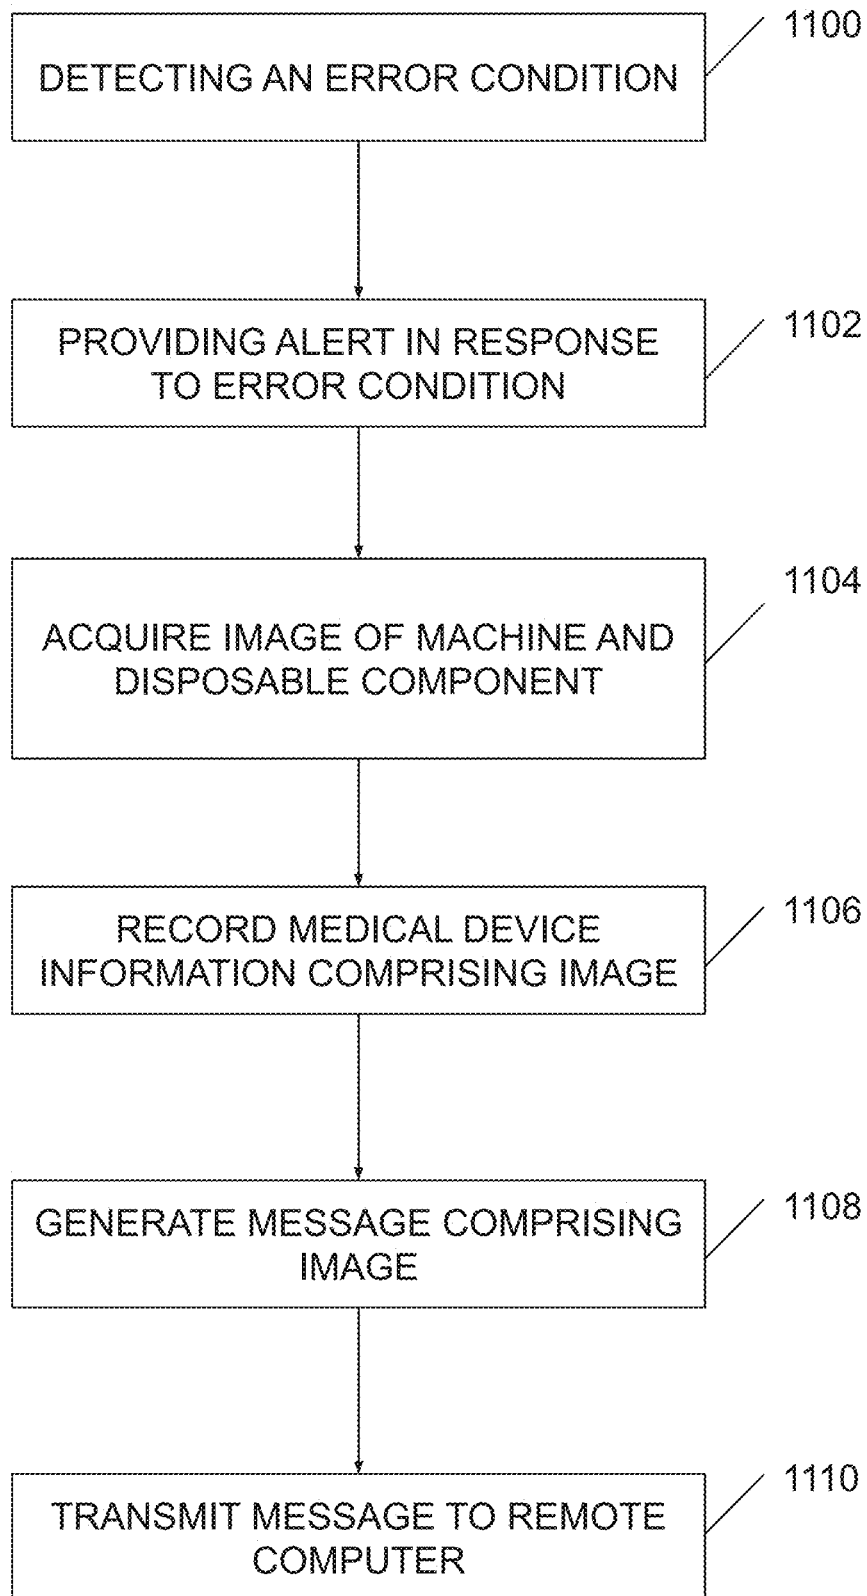 1100
DETECTING AN ERROR CONDITION
1102
PROVIDING ALERT IN RESPONSE
TO ERROR CONDITION
1104
ACQUIRE IMAGE OF MACHINE AND
DISPOSABLE COMPONENT
1106
RECORD MEDICAL DEVICE
INFORMATION COMPRISING IMAGE
1108
GENERATE MESSAGE COMPRISING
IMAGE
1110
TRANSMIT MESSAGE TO REMOTE
COMPUTER